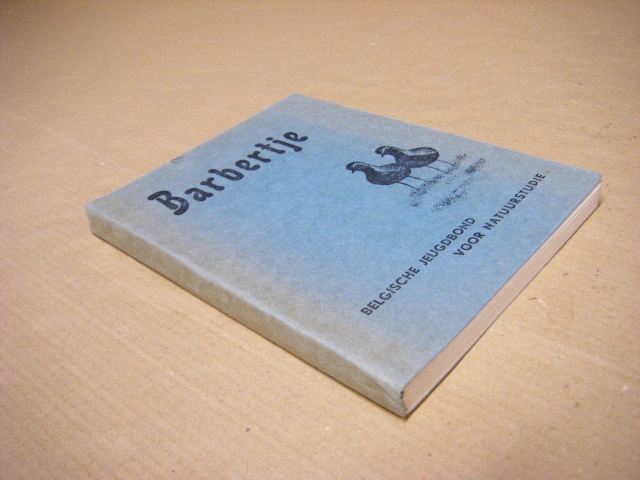 Barbertje
BELGISCHE JEUGDBOND
VOOR NATUURSTUDIE